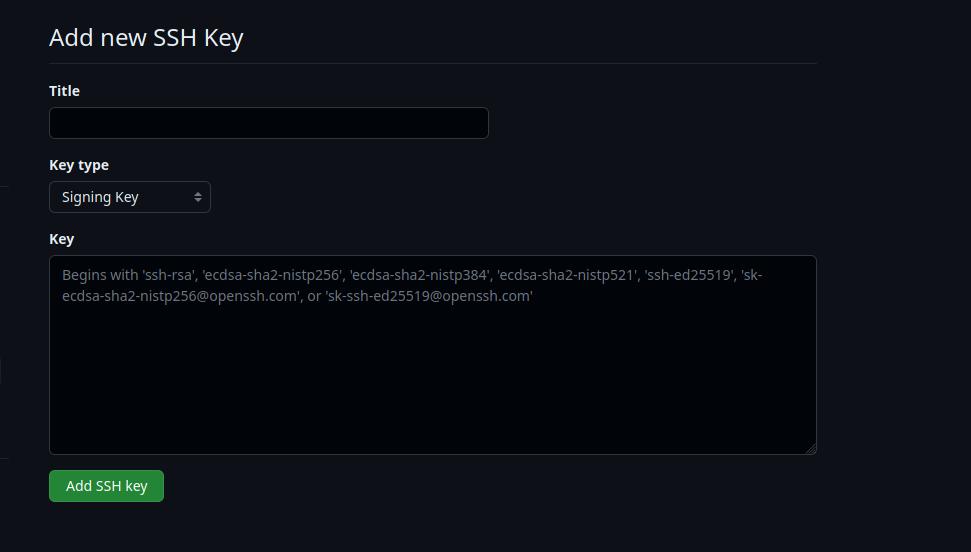 Add new SSH Key
Title
Key type
Signing Key
Key
Begins with 'ssh-rsa', 'ecdsa-sha2-nistp256', 'ecdsa-sha2-nistp384', 'ecdsa-sha2-nistp521', 'ssh-ed25519', 'sk-
ecdsa-sha2-nistp256@openssh.com', or 'sk-ssh-ed25519@openssh.com'
Add SSH key